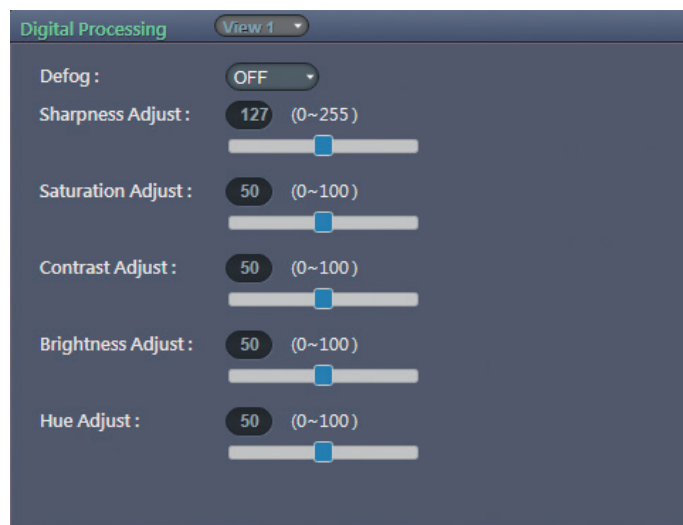 Digital Processing View 1
Defog : OFF
Sharpness Adjust : 127 (0~255)
Saturation Adjust : 50 (0~100)
Contrast Adjust : 50 (0~100)
Brightness Adjust : 50 (0~100)
Hue Adjust : 50 (0~100)